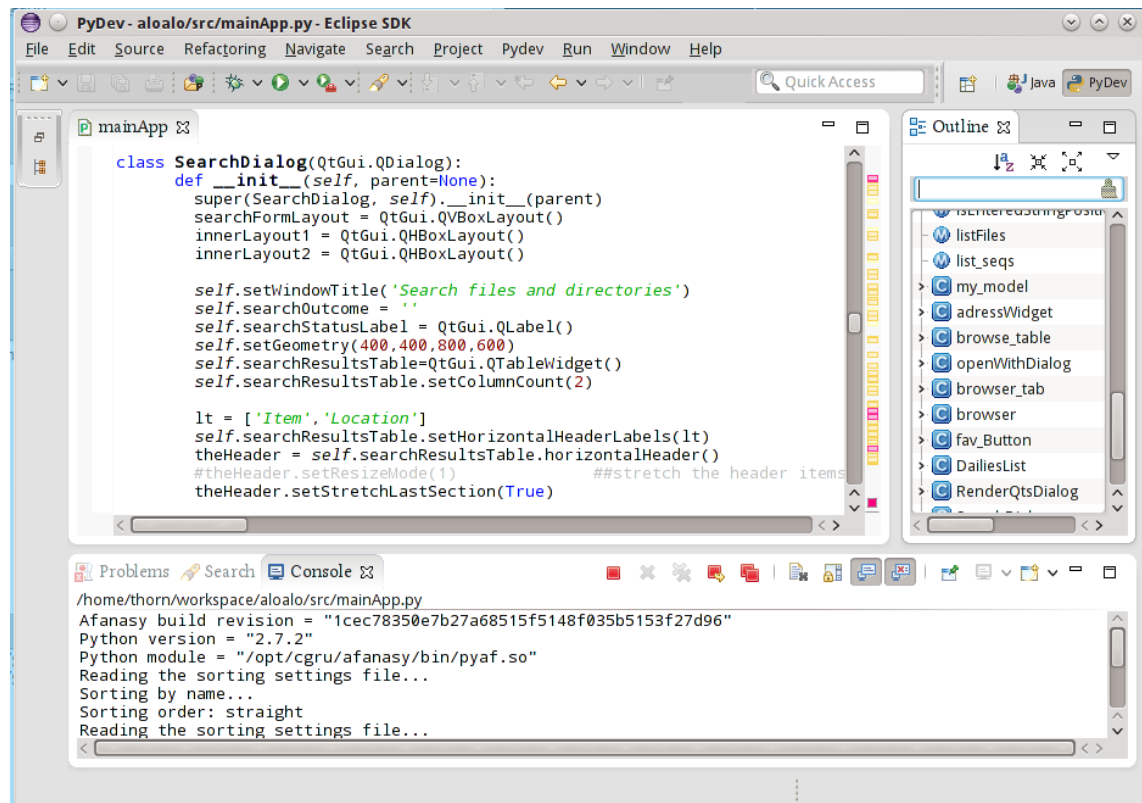 PyDev - aloalo/src/mainApp.py - Eclipse SDK
File Edit Source Refactoring Navigate Search Project Pydev Run Window Help
Quick Access
Java PyDev
mainApp
class SearchDialog(QtGui.QDialog):
def __init__(self, parent=None):
super(SearchDialog, self).__init__(parent)
searchFormLayout = QtGui.QVBoxLayout()
innerLayout1 = QtGui.QHBoxLayout()
innerLayout2 = QtGui.QHBoxLayout()
self.setWindowTitle('Search files and directories')
self.searchOutcome = ''
self.searchStatusLabel = QtGui.QLabel()
self.setGeometry(400,400,800,600)
self.searchResultsTable=QtGui.QTableWidget()
self.searchResultsTable.setColumnCount(2)
lt = ['Item','Location']
self.searchResultsTable.setHorizontalHeaderLabels(lt)
theHeader = self.searchResultsTable.horizontalHeader()
#theHeader.setResizeMode(1) ##stretch the header items
theHeader.setStretchLastSection(True)
Outline
listFiles
list_seqs
my_model
adressWidget
browse_table
openWithDialog
browser_tab
browser
fav_Button
DailiesList
RenderQtsDialog
Problems Search Console
/home/thorn/workspace/aloalo/src/mainApp.py
Afanasy build revision = "1cec78350e7b27a68515f5148f035b5153f27d96"
Python version = "2.7.2"
Python module = "/opt/cgru/afanasy/bin/pyaf.so"
Reading the sorting settings file...
Sorting by name...
Sorting order: straight
Reading the sorting settings file...